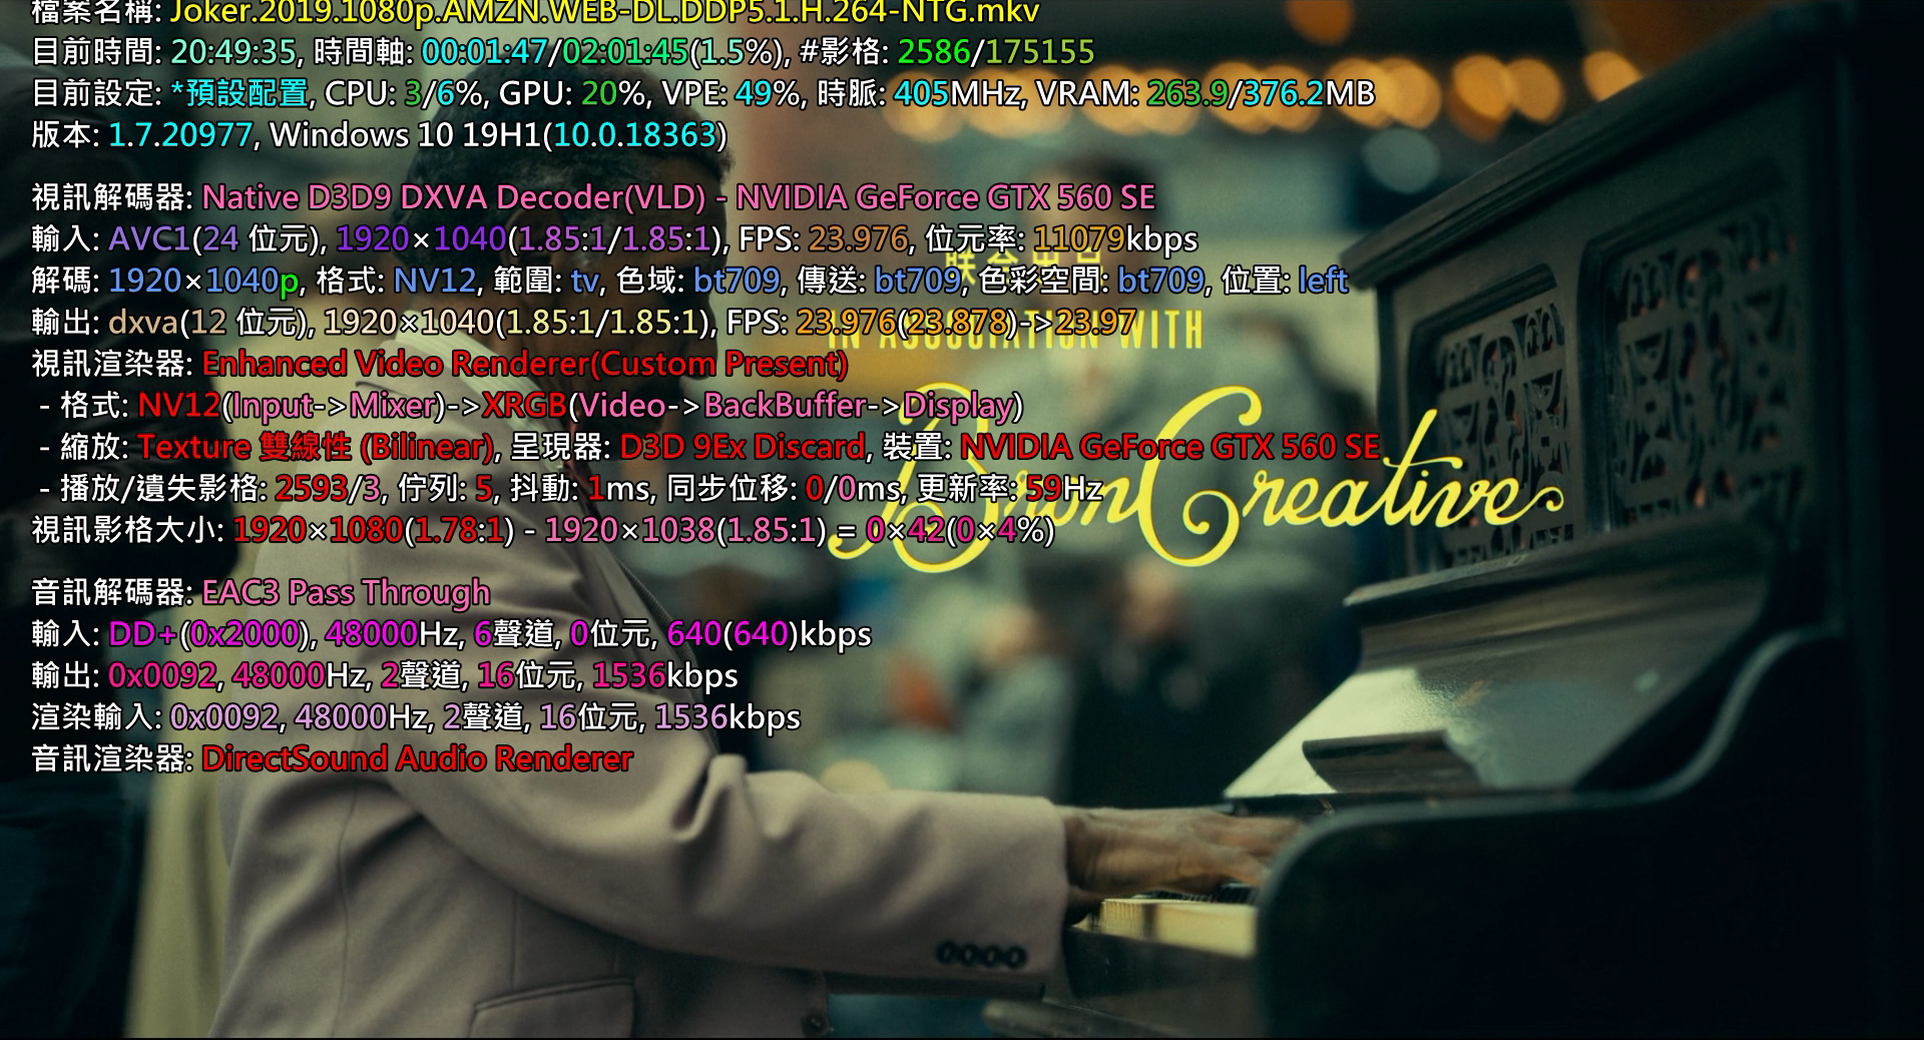 檔案名稱: Joker.2019.1080p.AMZN.WEB-DL.DDP5.1.H.264-NTG.mkv
目前時間: 20:49:35, 時間軸: 00:01:47/02:01:45(1.5%), #影格: 2586/175155
目前設定: *預設配置, CPU: 3/6%, GPU: 20%, VPE: 49%, 時脈: 405MHz, VRAM: 263.9/376.2MB
版本: 1.7.20977, Windows 10 19H1(10.0.18363)
視訊解碼器: Native D3D9 DXVA Decoder(VLD) - NVIDIA GeForce GTX 560 SE
輸入: AVC1(24 位元), 1920×1040(1.85:1/1.85:1), FPS: 23.976, 位元率: 11079kbps
解碼: 1920×1040p, 格式: NV12, 範圍: tv, 色域: bt709, 傳送: bt709, 色彩空間: bt709, 位置: left
輸出: dxva(12 位元), 1920×1040(1.85:1/1.85:1), FPS: 23.976(23.878)->23.97
視訊渲染器: Enhanced Video Renderer(Custom Present)
- 格式: NV12(Input->Mixer)->XRGB(Video->BackBuffer->Display)
- 縮放: Texture 雙線性 (Bilinear), 呈現器: D3D 9Ex Discard, 裝置: NVIDIA GeForce GTX 560 SE
- 播放/遺失影格: 2593/3, 佇列: 5, 抖動: 1ms, 同步位移: 0/0ms, 更新率: 59Hz
視訊影格大小: 1920×1080(1.78:1) - 1920×1038(1.85:1) = 0×42(0×4%)
音訊解碼器: EAC3 Pass Through
輸入: DD+(0x2000), 48000Hz, 6聲道, 0位元, 640(640)kbps
輸出: 0x0092, 48000Hz, 2聲道, 16位元, 1536kbps
渲染輸入: 0x0092, 48000Hz, 2聲道, 16位元, 1536kbps
音訊渲染器: DirectSound Audio Renderer
聯合出品
IN ASSOCIATION WITH
Bron Creative